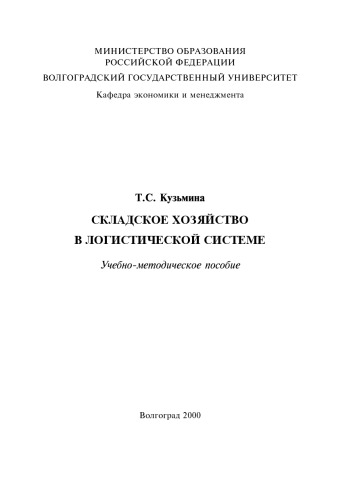 МИНИСТЕРСТВО ОБРАЗОВАНИЯ
РОССИЙСКОЙ ФЕДЕРАЦИИ
ВОЛГОГРАДСКИЙ ГОСУДАРСТВЕННЫЙ УНИВЕРСИТЕТ
Кафедра экономики и менеджмента
Т.С. Кузьмина
СКЛАДСКОЕ ХОЗЯЙСТВО
В ЛОГИСТИЧЕСКОЙ СИСТЕМЕ
Учебно-методическое пособие
Волгоград 2000